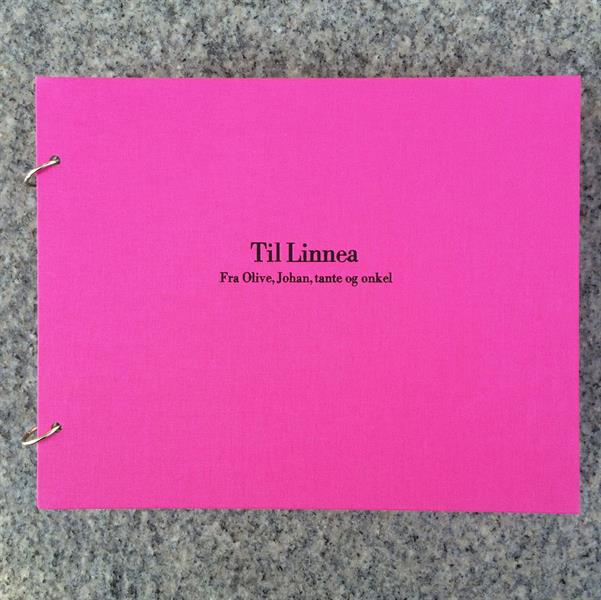 Til Linnea
Fra Olive, Johan, tante og onkel